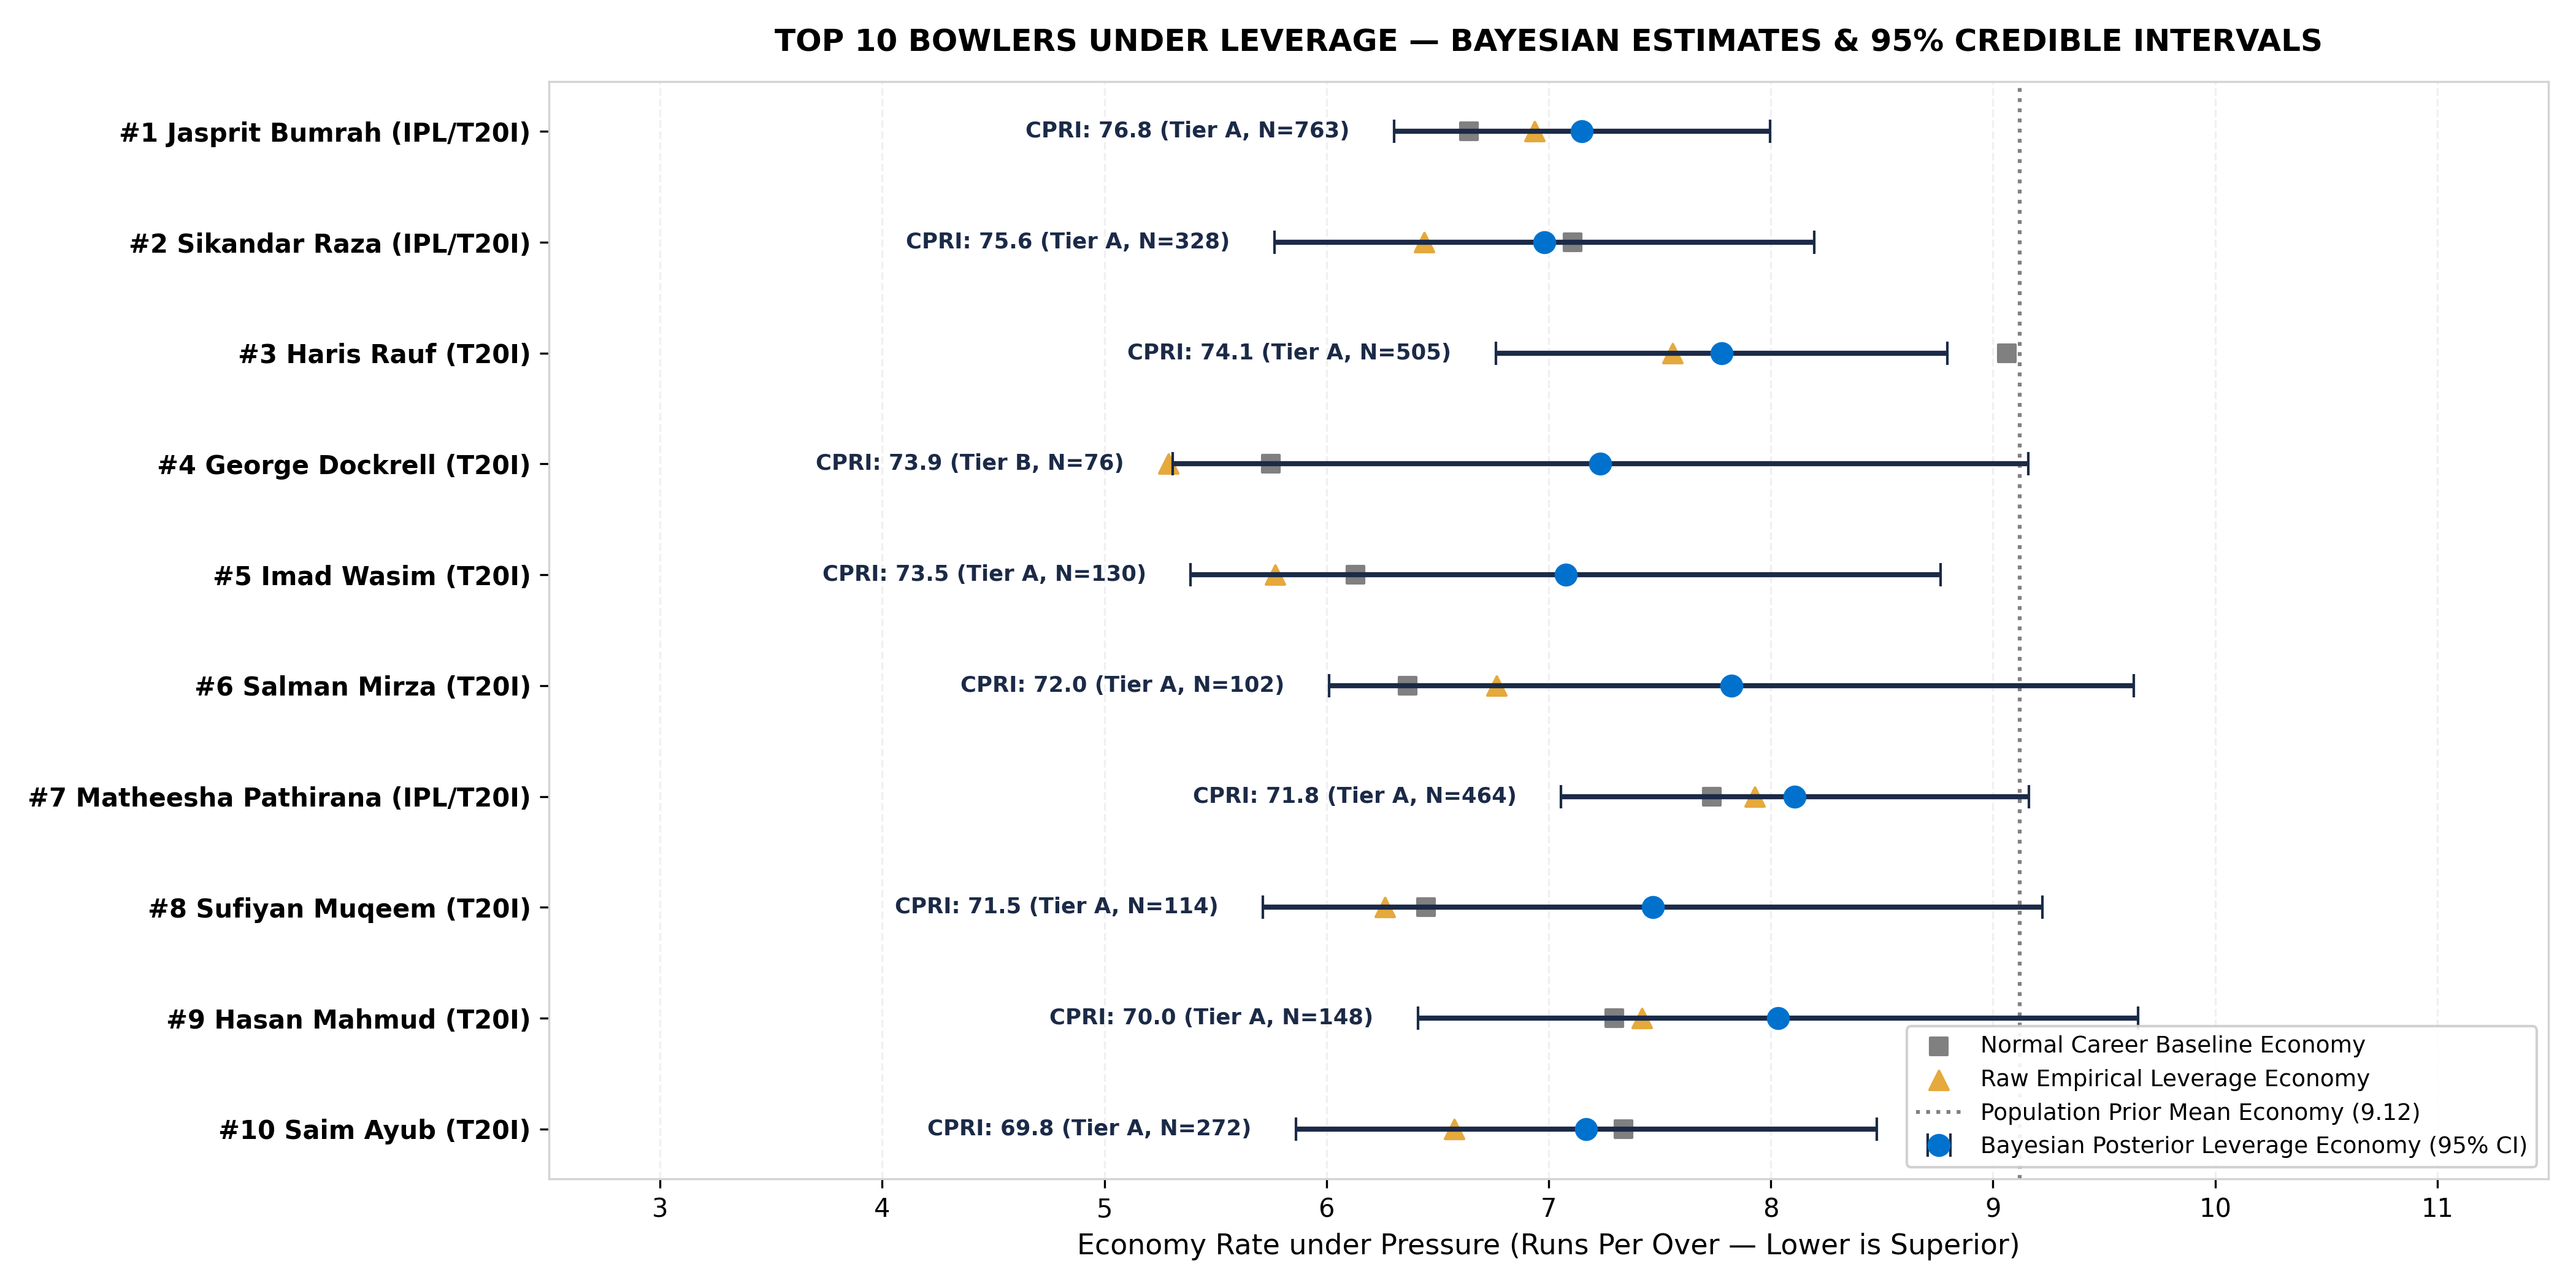 TOP 10 BOWLERS UNDER LEVERAGE — BAYESIAN ESTIMATES & 95% CREDIBLE INTERVALS
#1 Jasprit Bumrah (IPL/T20I)
CPRI: 76.8 (Tier A, N=763)
#2 Sikandar Raza (IPL/T20I)
CPRI: 75.6 (Tier A, N=328)
#3 Haris Rauf (T20I)
CPRI: 74.1 (Tier A, N=505)
#4 George Dockrell (T20I)
CPRI: 73.9 (Tier B, N=76)
#5 Imad Wasim (T20I)
CPRI: 73.5 (Tier A, N=130)
#6 Salman Mirza (T20I)
CPRI: 72.0 (Tier A, N=102)
#7 Matheesha Pathirana (IPL/T20I)
CPRI: 71.8 (Tier A, N=464)
#8 Sufiyan Muqeem (T20I)
CPRI: 71.5 (Tier A, N=114)
#9 Hasan Mahmud (T20I)
CPRI: 70.0 (Tier A, N=148)
#10 Saim Ayub (T20I)
CPRI: 69.8 (Tier A, N=272)
Normal Career Baseline Economy
Raw Empirical Leverage Economy
Population Prior Mean Economy (9.12)
Bayesian Posterior Leverage Economy (95% CI)
3 4 5 6 7 8 9 10 11
Economy Rate under Pressure (Runs Per Over — Lower is Superior)